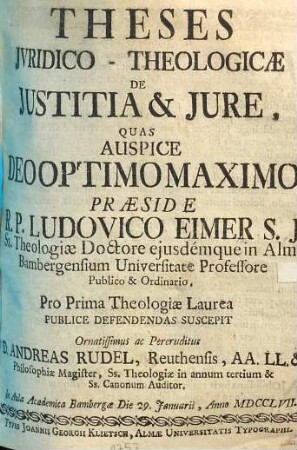 THESES
JVRIDICO - THEOLOGICÆ
DE
JUSTITIA & JURE,
QUAS
AUSPICE
DEO OPTIMO MAXIMO
PRÆSIDE
R. P. LUDOVICO EIMER S. J.
Ss. Theologiæ Doctore ejusdémque in Alm
Bambergensium Universitate Professore
Publico & Ordinario,
Pro Prima Theologiæ Laurea
PUBLICE DEFENDENDAS SUSCEPIT
Ornatissimus ac Pereruditus
D. ANDREAS RUDEL, Reuthensis, AA. LL. &
Philosophiæ Magister, Ss. Theologiæ in annum tertium &
Ss. Canonum Auditor.
In Aula Academica Bambergæ Die 29. Januarii, Anno MDCCLVII.
TYPIS JOANNIS GEORGII KLIETSCH, ALMÆ UNIVERSITATIS TYPOGRAPHI.